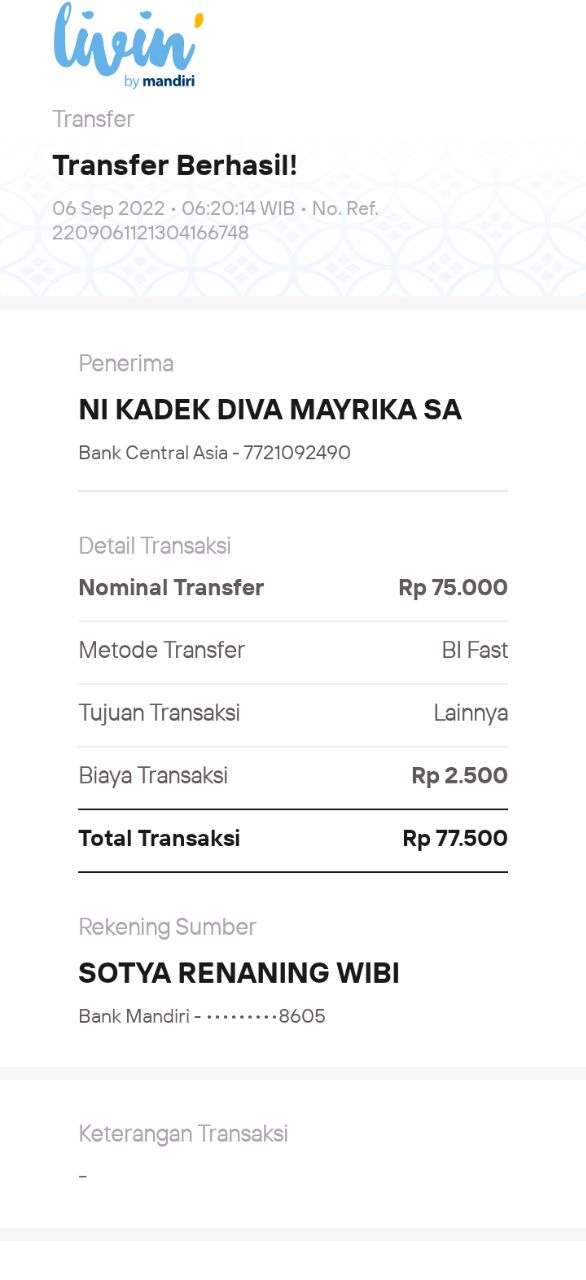 livin'
by mandiri
Transfer
Transfer Berhasil!
06 Sep 2022 • 06:20:14 WIB • No. Ref.
2209061121304166748
Penerima
NI KADEK DIVA MAYRIKA SA
Bank Central Asia - 7721092490
Detail Transaksi
Nominal Transfer Rp 75.000
Metode Transfer BI Fast
Tujuan Transaksi Lainnya
Biaya Transaksi Rp 2.500
Total Transaksi Rp 77.500
Rekening Sumber
SOTYA RENANING WIBI
Bank Mandiri - •••••••••8605
Keterangan Transaksi
-